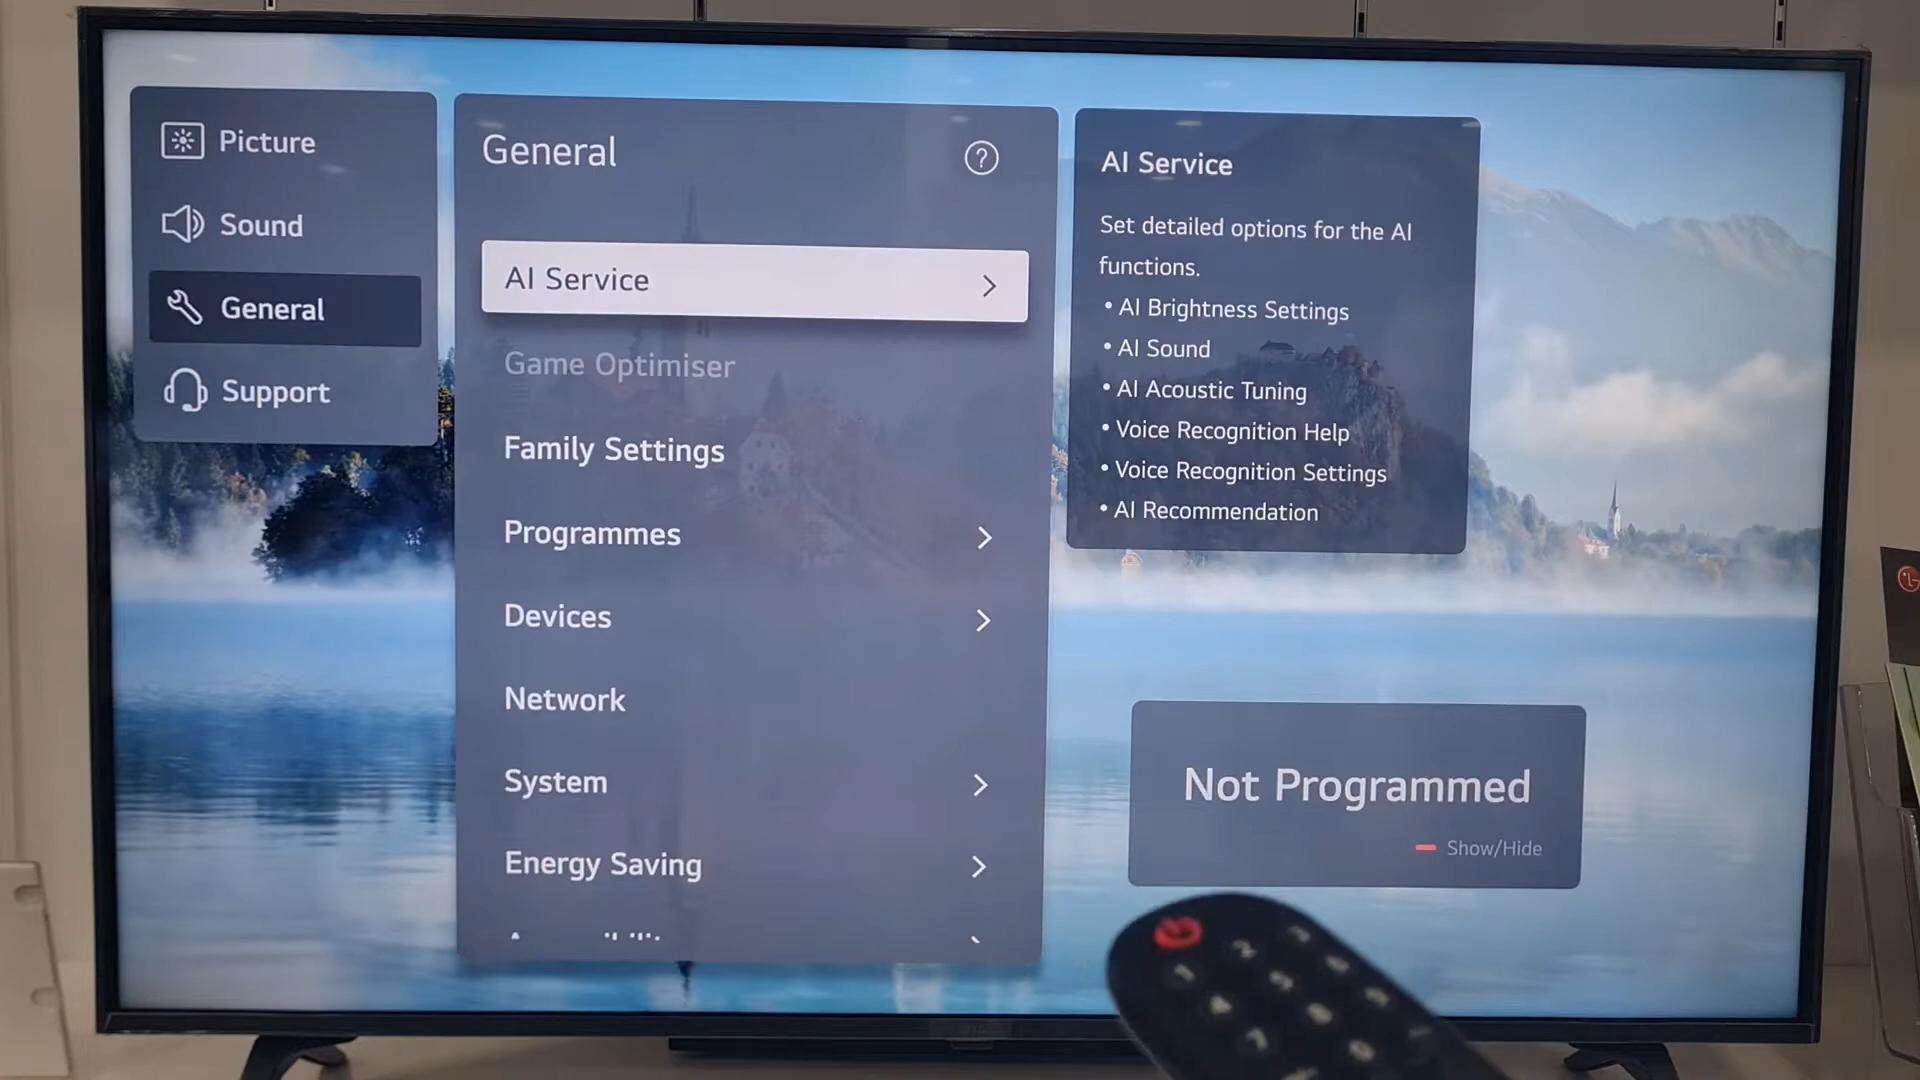 Picture
Sound
General
Support
General
?
AI Service
Game Optimiser
Family Settings
Programmes
Devices
Network
System
Energy Saving
AI Service
Set detailed options for the AI
functions.
• AI Brightness Settings
• AI Sound
• AI Acoustic Tuning
• Voice Recognition Help
• Voice Recognition Settings
• AI Recommendation
Not Programmed
Show/Hide